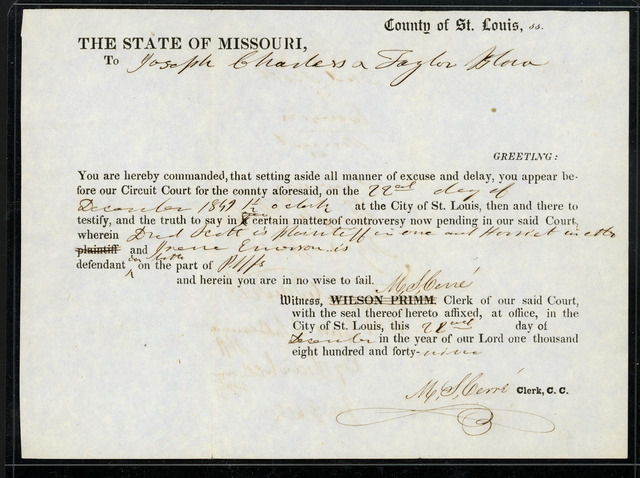 County of St. Louis, ss.
THE STATE OF MISSOURI,
To Joseph Charless & Taylor Blow
GREETING:
You are hereby commanded, that setting aside all manner of excuse and delay, you appear be-
fore our Circuit Court for the county aforesaid, on the 22nd day of
December 1849 o'clock at the City of St. Louis, then and there to
testify, and the truth to say in certain matters of controversy now pending in our said Court,
wherein Dred Scott is plaintiff in one and Harriet in other
plaintiff and Irene Emerson is
defendant in both on the part of Plffs
and herein you are in no wise to fail.
M. S. Cerré
Witness, WILSON PRIMM Clerk of our said Court,
with the seal thereof hereto affixed, at office, in the
City of St. Louis, this 22nd day of
December in the year of our Lord one thousand
eight hundred and forty-nine
M. S. Cerré Clerk, C. C.